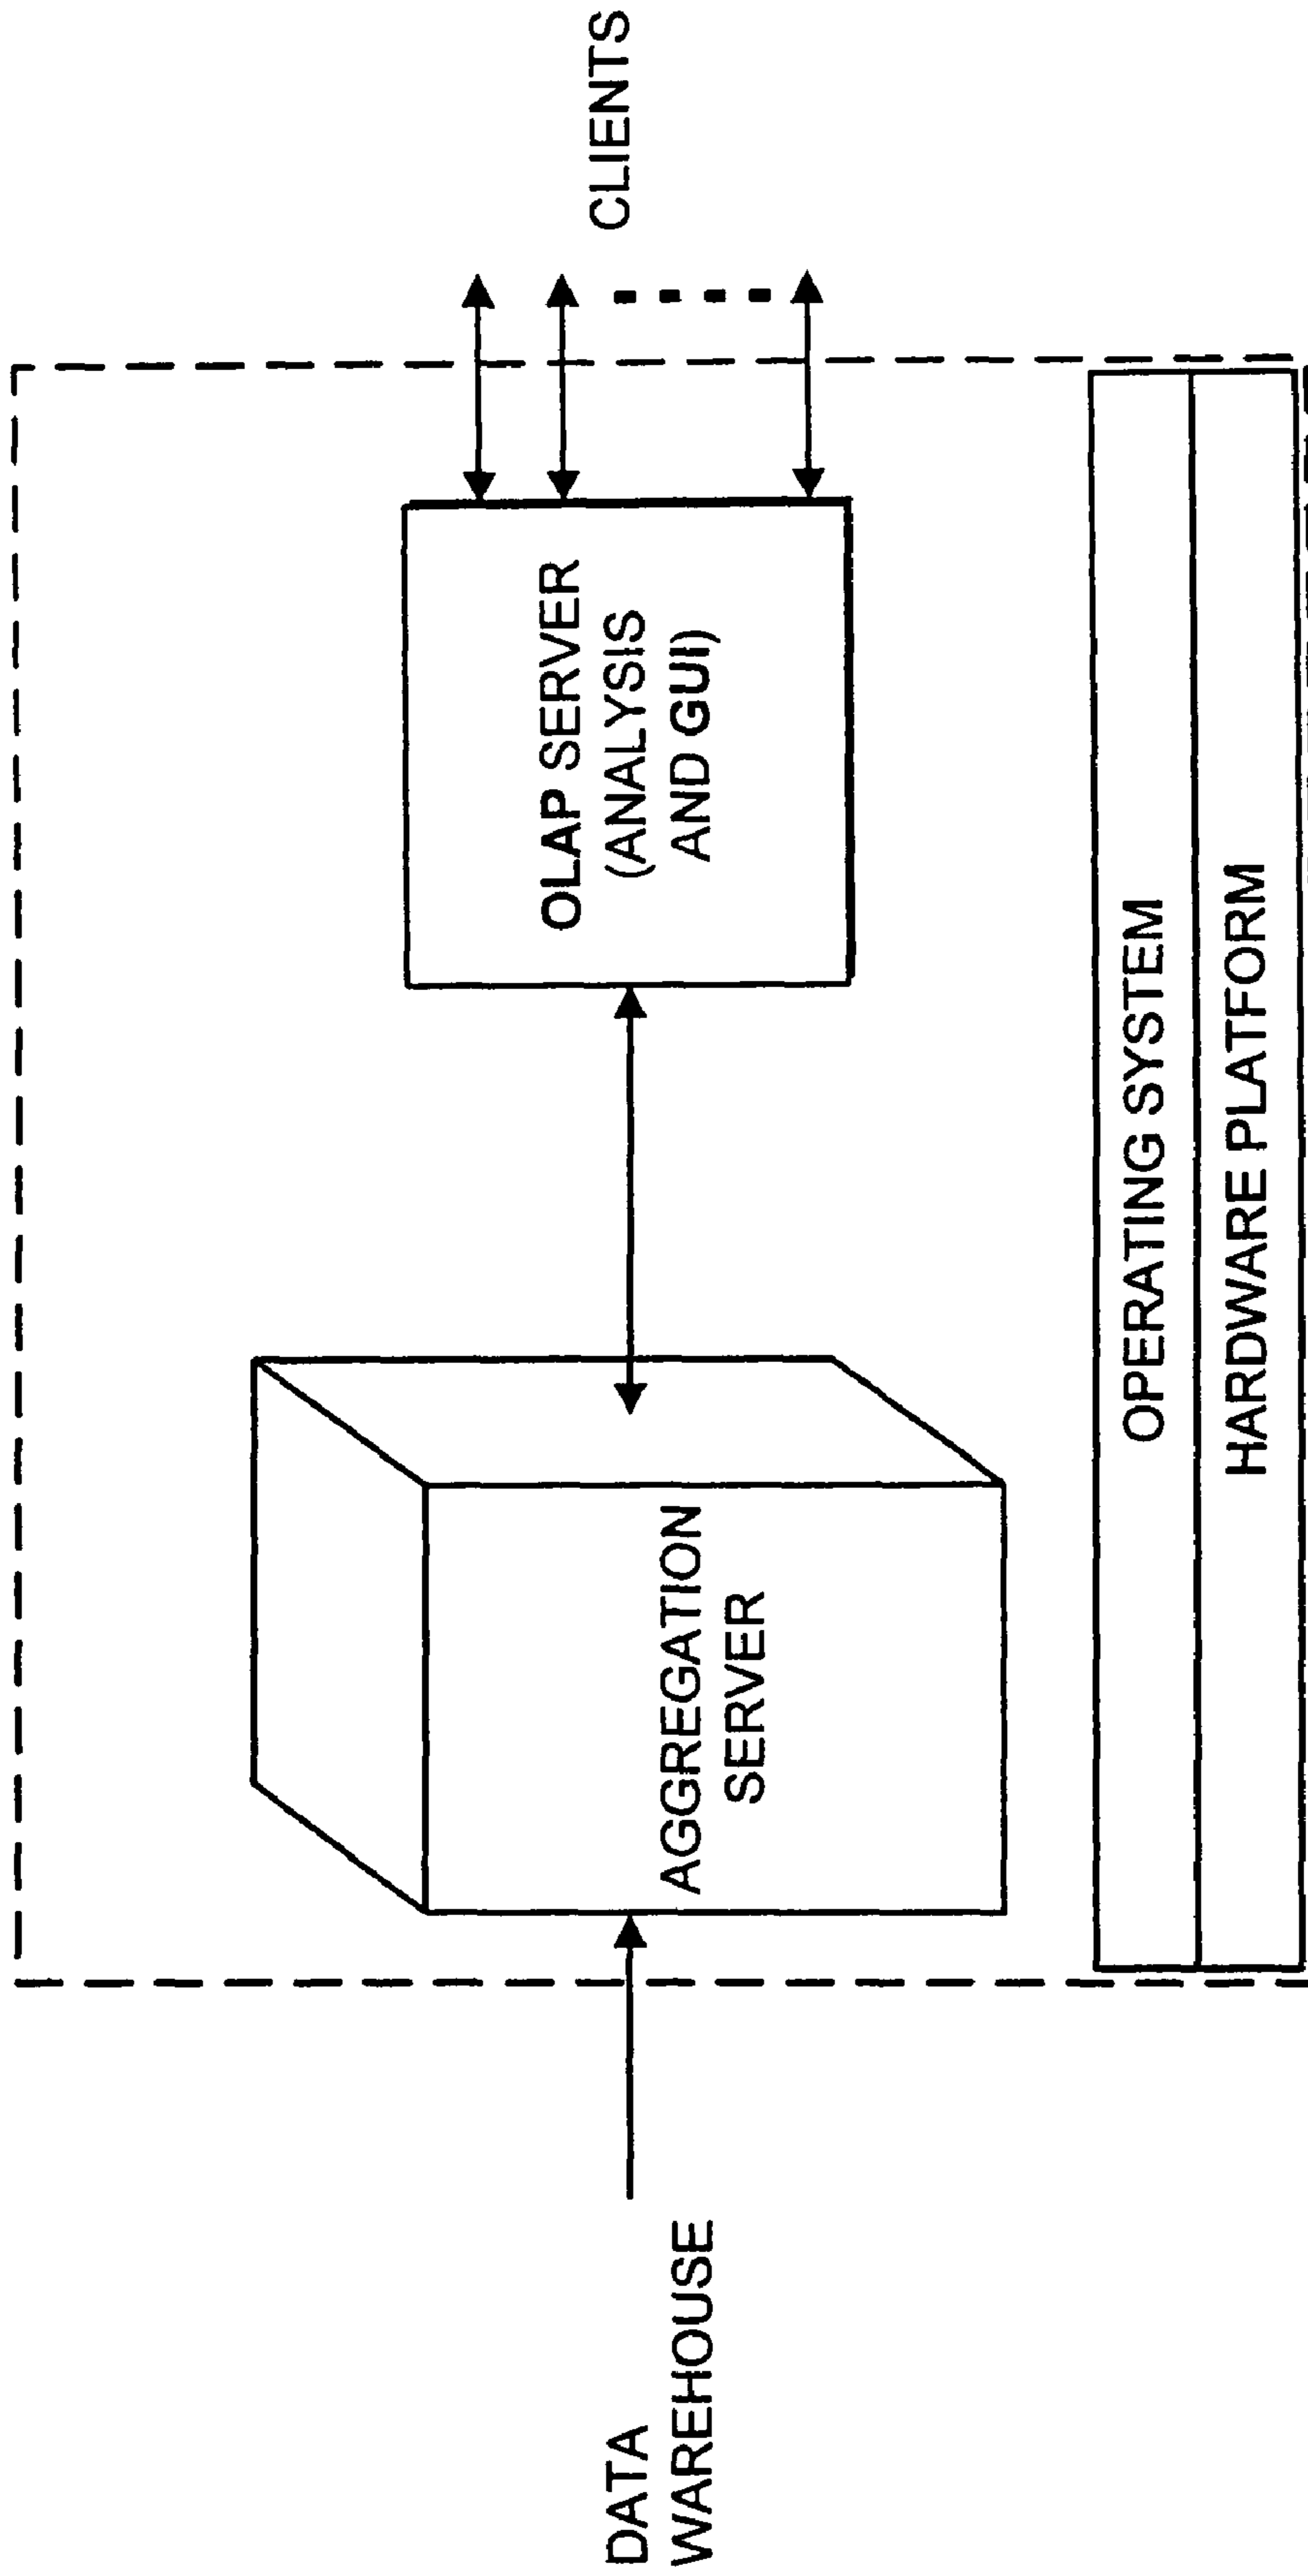 DATA
WAREHOUSE
AGGREGATION
SERVER
OLAP SERVER
(ANALYSIS
AND GUI)
CLIENTS
OPERATING SYSTEM
HARDWARE PLATFORM